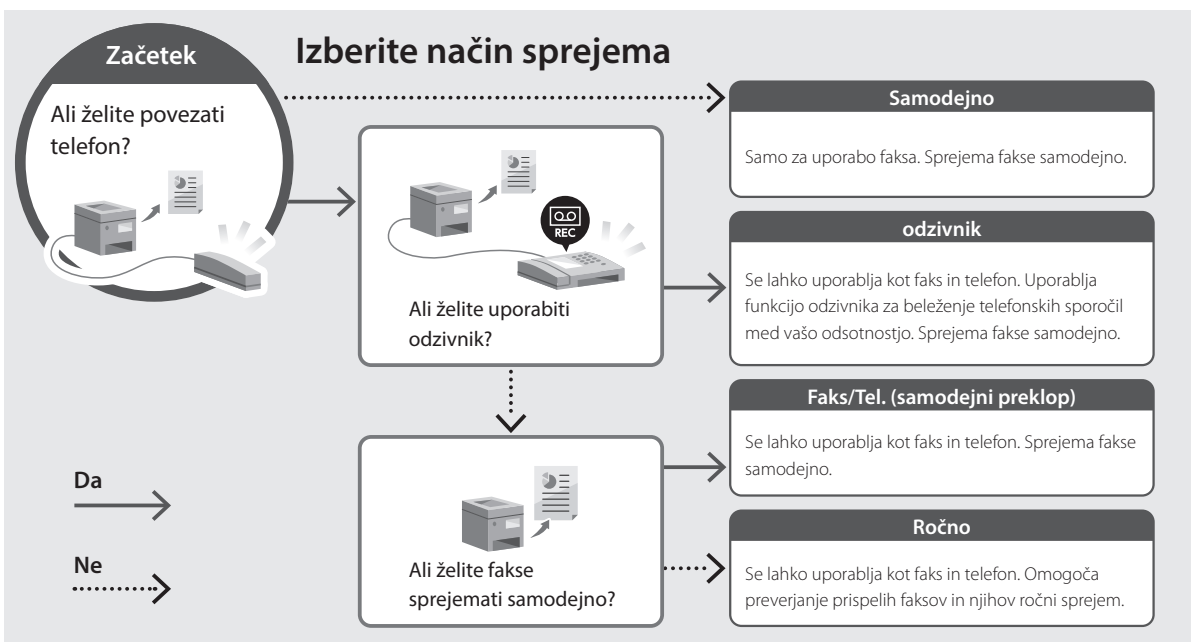 Izberite način sprejema
Začetek
Ali želite povezati
telefon?
Samodejno
Samo za uporabo faksa. Sprejema fakse samodejno.
REC
Ali želite uporabiti
odzivnik?
odzivnik
Se lahko uporablja kot faks in telefon. Uporablja
funkcijo odzivnika za beleženje telefonskih sporočil
med vašo odsotnostjo. Sprejema fakse samodejno.
Faks/Tel. (samodejni preklop)
Se lahko uporablja kot faks in telefon. Sprejema fakse
samodejno.
Ali želite fakse
sprejemati samodejno?
Ročno
Se lahko uporablja kot faks in telefon. Omogoča
preverjanje prispelih faksov in njihov ročni sprejem.
Da
Ne